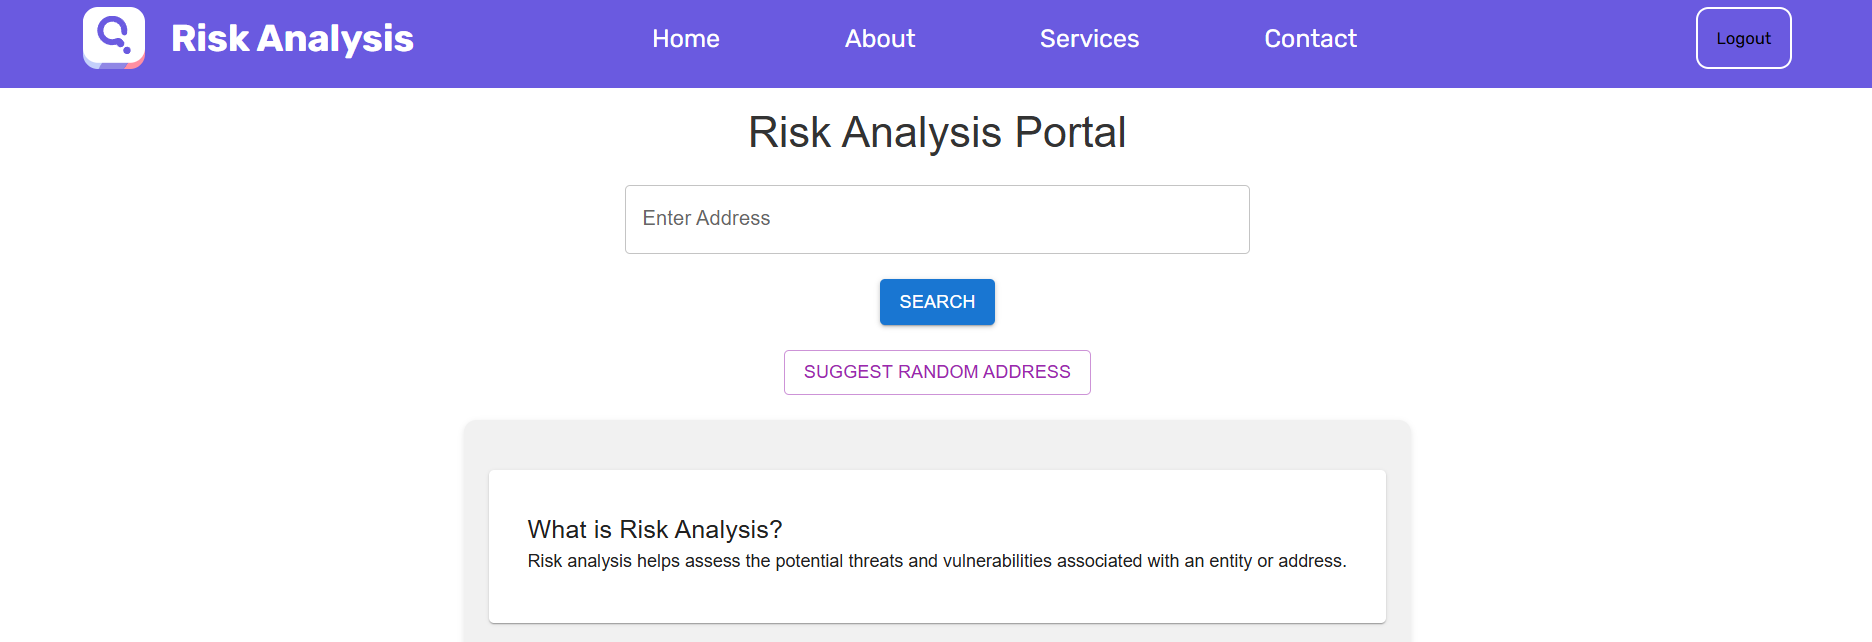 Risk Analysis
Home
About
Services
Contact
Logout
Risk Analysis Portal
Enter Address
SEARCH
SUGGEST RANDOM ADDRESS
What is Risk Analysis?
Risk analysis helps assess the potential threats and vulnerabilities associated with an entity or address.